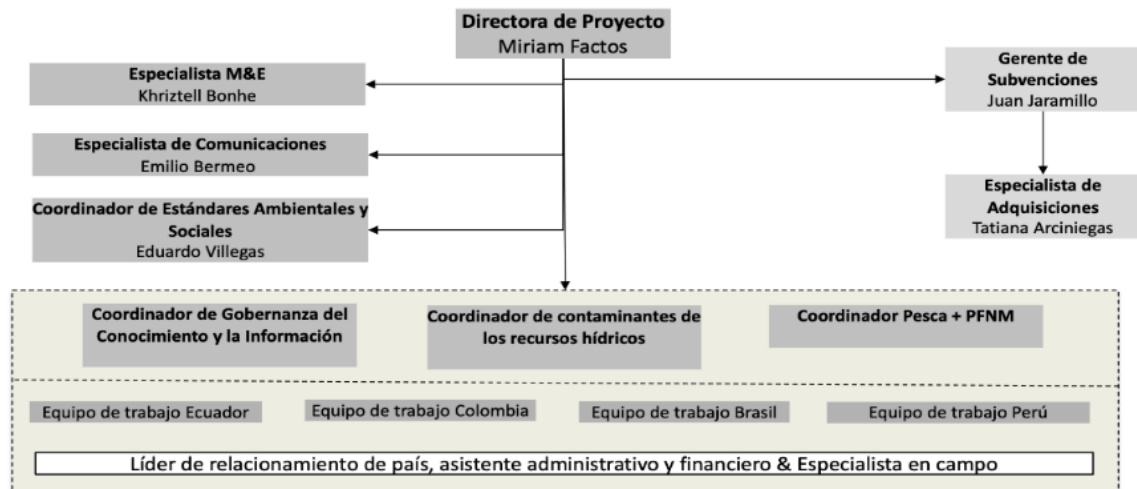 Directora de Proyecto
Miriam Factos
Especialista M&E
Khriztell Bonhe
Gerente de
Subvenciones
Juan Jaramillo
Especialista de Comunicaciones
Emilio Bermeo
Especialista de
Adquisiciones
Tatiana Arciniegas
Coordinador de Estándares Ambientales y
Sociales
Eduardo Villegas
Coordinador de Gobernanza del
Conocimiento y la Información
Coordinador de contaminantes de
los recursos hídricos
Coordinador Pesca + PFNM
Equipo de trabajo Ecuador
Equipo de trabajo Colombia
Equipo de trabajo Brasil
Equipo de trabajo Perú
Líder de relacionamiento de país, asistente administrativo y financiero & Especialista en campo